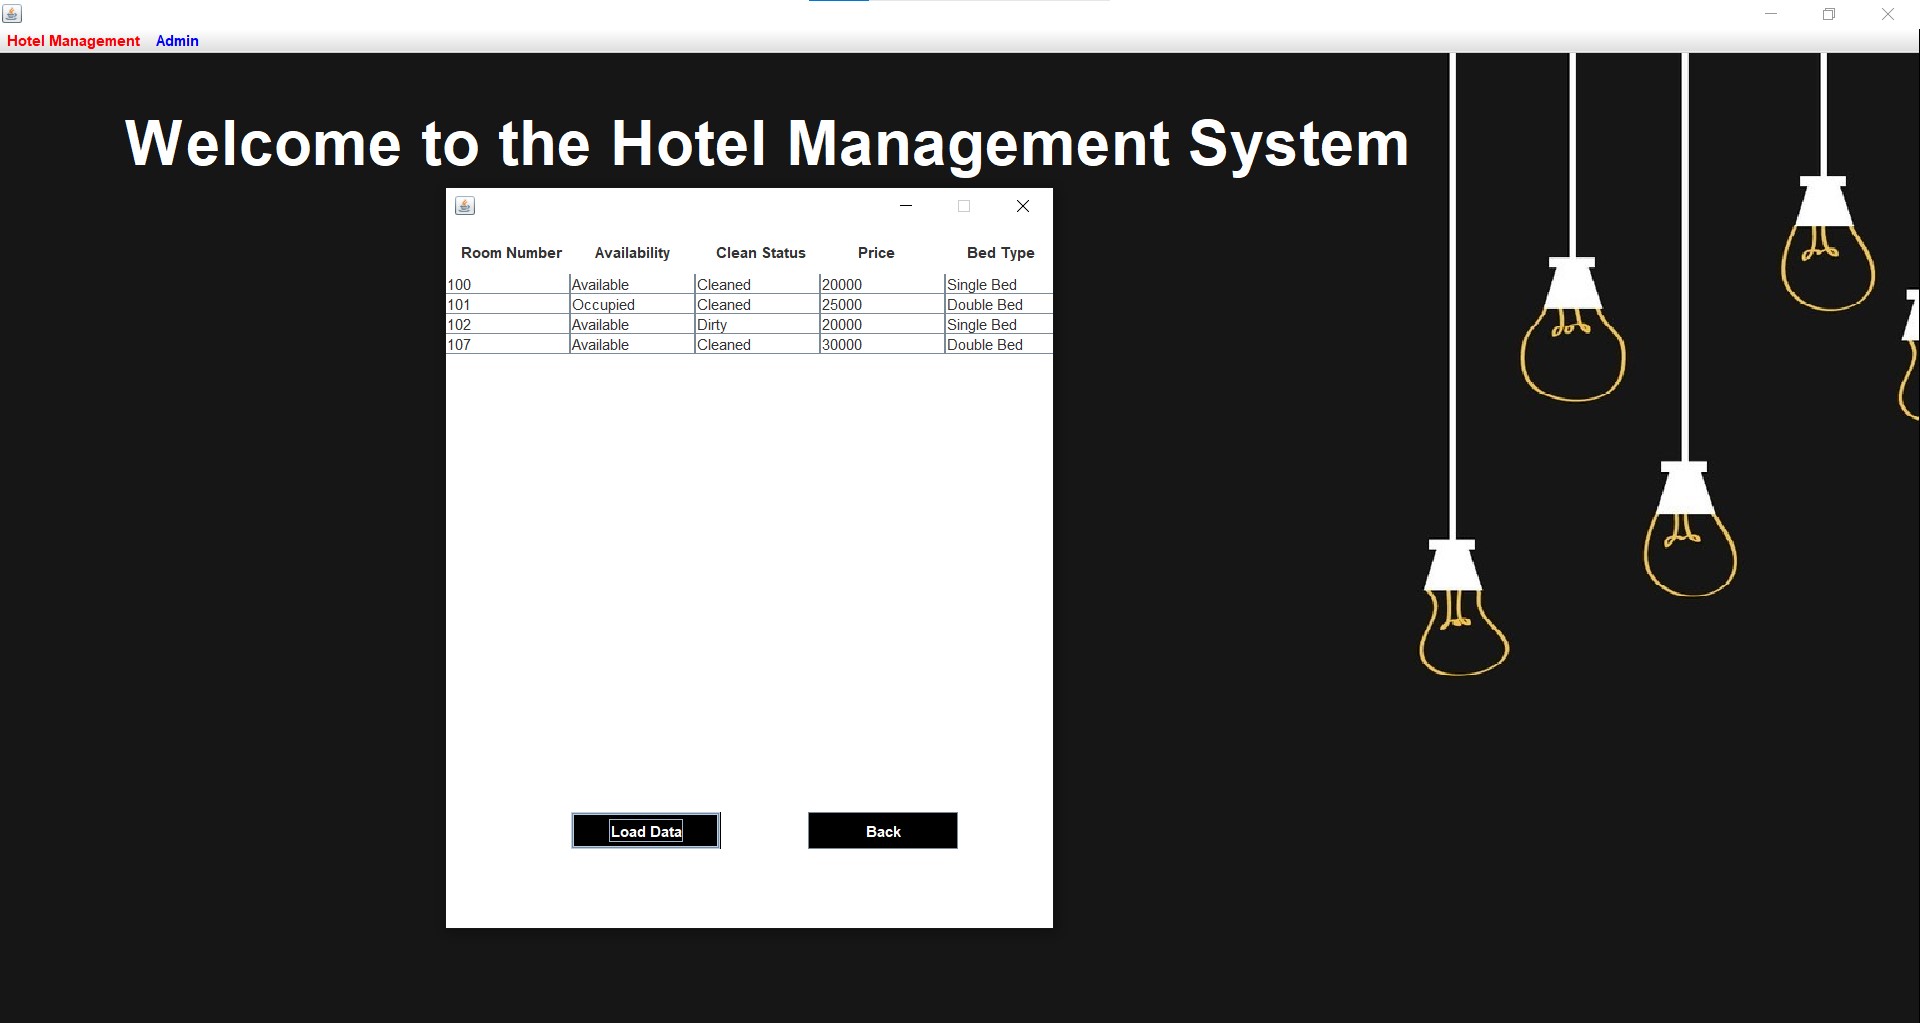 Hotel Management Admin
Welcome to the Hotel Management System
Room Number Availability Clean Status Price Bed Type
100 Available Cleaned 20000 Single Bed
101 Occupied Cleaned 25000 Double Bed
102 Available Dirty 20000 Single Bed
107 Available Cleaned 30000 Double Bed
Load Data Back